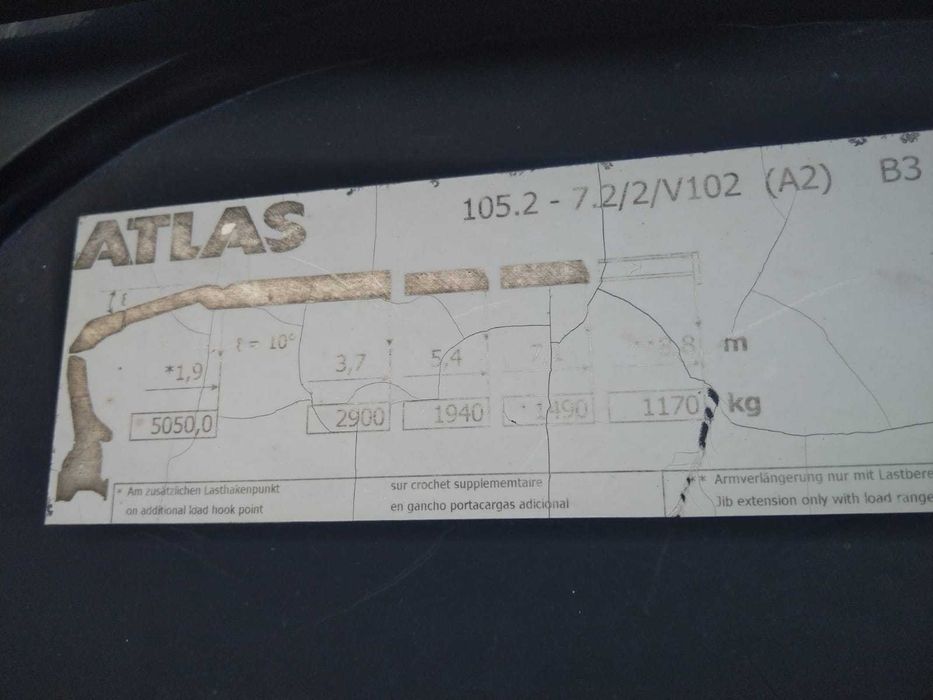 ATLAS
105.2 - 7.2/2/V102 (A2) B3
ε
ε = 10°
*1,9 3,7 5,4 m
5050,0 2900 1940 1490 1170 kg
* Am zusätzlichen Lasthakenpunkt
on additional load hook point
sur crochet supplememtaire
en gancho portacargas adicional
** Armverlängerung nur mit Lastbere
Jib extension only with load range